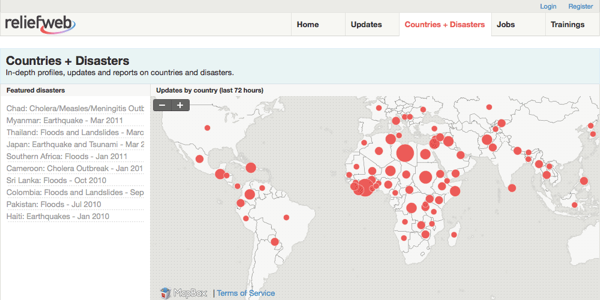 Login Register
reliefweb
Home Updates Countries + Disasters Jobs Trainings
Countries + Disasters
In-depth profiles, updates and reports on countries and disasters.
Featured disasters
Chad: Cholera/Measles/Meningitis Outt
Myanmar: Earthquake - Mar 2011
Thailand: Floods and Landslides - Marc
Japan: Earthquake and Tsunami - Mar 2
Southern Africa: Floods - Jan 2011
Cameroon: Cholera Outbreak - Jan 201
Sri Lanka: Floods - Oct 2010
Colombia: Floods and Landslides - Sep
Pakistan: Floods - Jul 2010
Haiti: Earthquakes - Jan 2010
Updates by country (last 72 hours)
− +
MapBox | Terms of Service